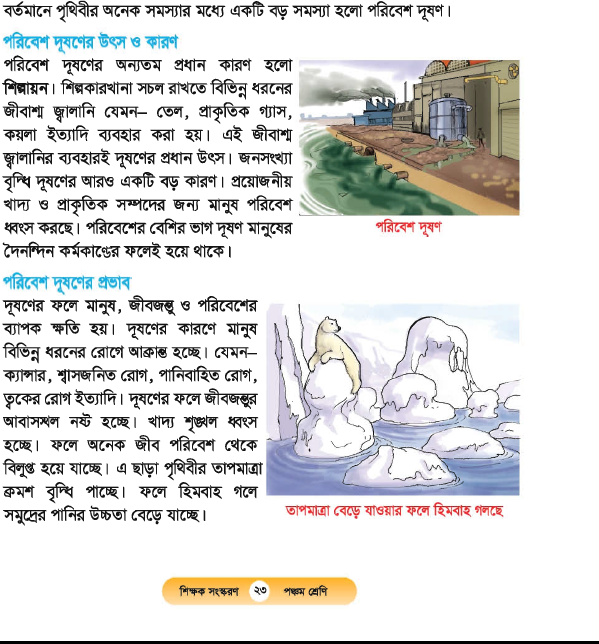 বর্তমানে পৃথিবীর অনেক সমস্যার মধ্যে একটি বড় সমস্যা হলো পরিবেশ দূষণ।
পরিবেশ দূষণের উৎস ও কারণ
পরিবেশ দূষণের অন্যতম প্রধান কারণ হলো
শিল্পায়ন। শিল্পকারখানা সচল রাখতে বিভিন্ন ধরনের
জীবাশ্ম জ্বালানি যেমন– তেল, প্রাকৃতিক গ্যাস,
কয়লা ইত্যাদি ব্যবহার করা হয়। এই জীবাশ্ম
জ্বালানির ব্যবহারই দূষণের প্রধান উৎস। জনসংখ্যা
বৃদ্ধি দূষণের আরও একটি বড় কারণ। প্রয়োজনীয়
খাদ্য ও প্রাকৃতিক সম্পদের জন্য মানুষ পরিবেশ
ধ্বংস করছে। পরিবেশের বেশির ভাগ দূষণ মানুষের
দৈনন্দিন কর্মকাণ্ডের ফলেই হয়ে থাকে।
পরিবেশ দূষণ
পরিবেশ দূষণের প্রভাব
দূষণের ফলে মানুষ, জীবজন্তু ও পরিবেশের
ব্যাপক ক্ষতি হয়। দূষণের কারণে মানুষ
বিভিন্ন ধরনের রোগে আক্রান্ত হচ্ছে। যেমন–
ক্যান্সার, শ্বাসজনিত রোগ, পানিবাহিত রোগ,
ত্বকের রোগ ইত্যাদি। দূষণের ফলে জীবজন্তুর
আবাসস্থল নষ্ট হচ্ছে। খাদ্য শৃঙ্খল ধ্বংস
হচ্ছে। ফলে অনেক জীব পরিবেশ থেকে
বিলুপ্ত হয়ে যাচ্ছে। এ ছাড়া পৃথিবীর তাপমাত্রা
ক্রমশ বৃদ্ধি পাচ্ছে। ফলে হিমবাহ গলে
সমুদ্রের পানির উচ্চতা বেড়ে যাচ্ছে।
তাপমাত্রা বেড়ে যাওয়ার ফলে হিমবাহ গলছে
শিক্ষক সংস্করণ ২৩ পঞ্চম শ্রেণি